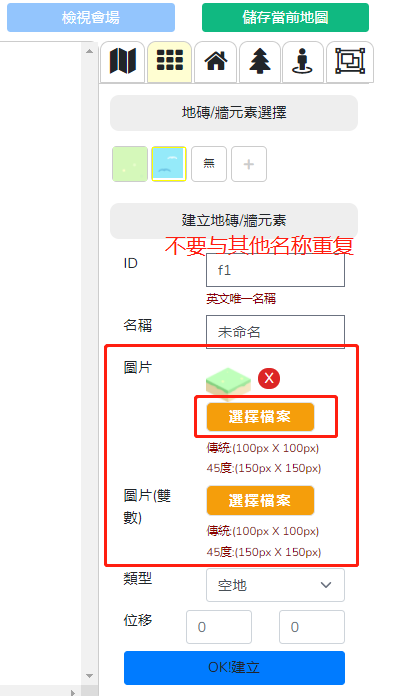 檢視會場
儲存當前地圖
地磚/牆元素選擇
無
+
建立地磚/牆元素
不要与其他名称重复
ID
f1
英文唯一名稱
名稱
未命名
圖片
X
選擇檔案
傳統:(100px X 100px)
45度:(150px X 150px)
圖片(雙數)
選擇檔案
傳統:(100px X 100px)
45度:(150px X 150px)
類型
空地
位移
0
0
OK!建立